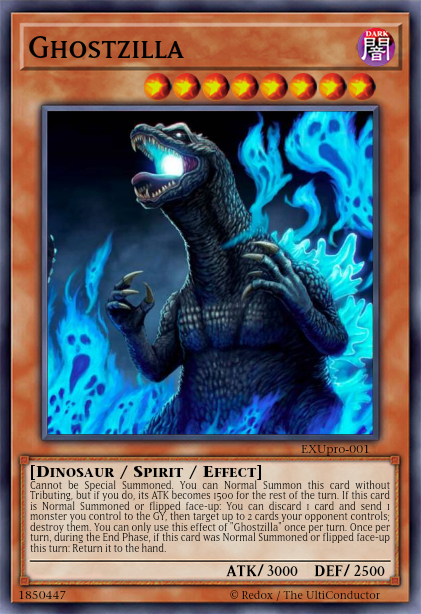 Ghostzilla
DARK
闇
EXUpro-001
[Dinosaur / Spirit / Effect]
Cannot be Special Summoned. You can Normal Summon this card without
Tributing, but if you do, its ATK becomes 1500 for the rest of the turn. If this card
is Normal Summoned or flipped face-up: You can discard 1 card and send 1
monster you control to the GY, then target up to 2 cards your opponent controls;
destroy them. You can only use this effect of "Ghostzilla" once per turn. Once per
turn, during the End Phase, if this card was Normal Summoned or flipped face-up
this turn: Return it to the hand.
ATK/ 3000 DEF/ 2500
1850447 © Redox / The UltiConductor